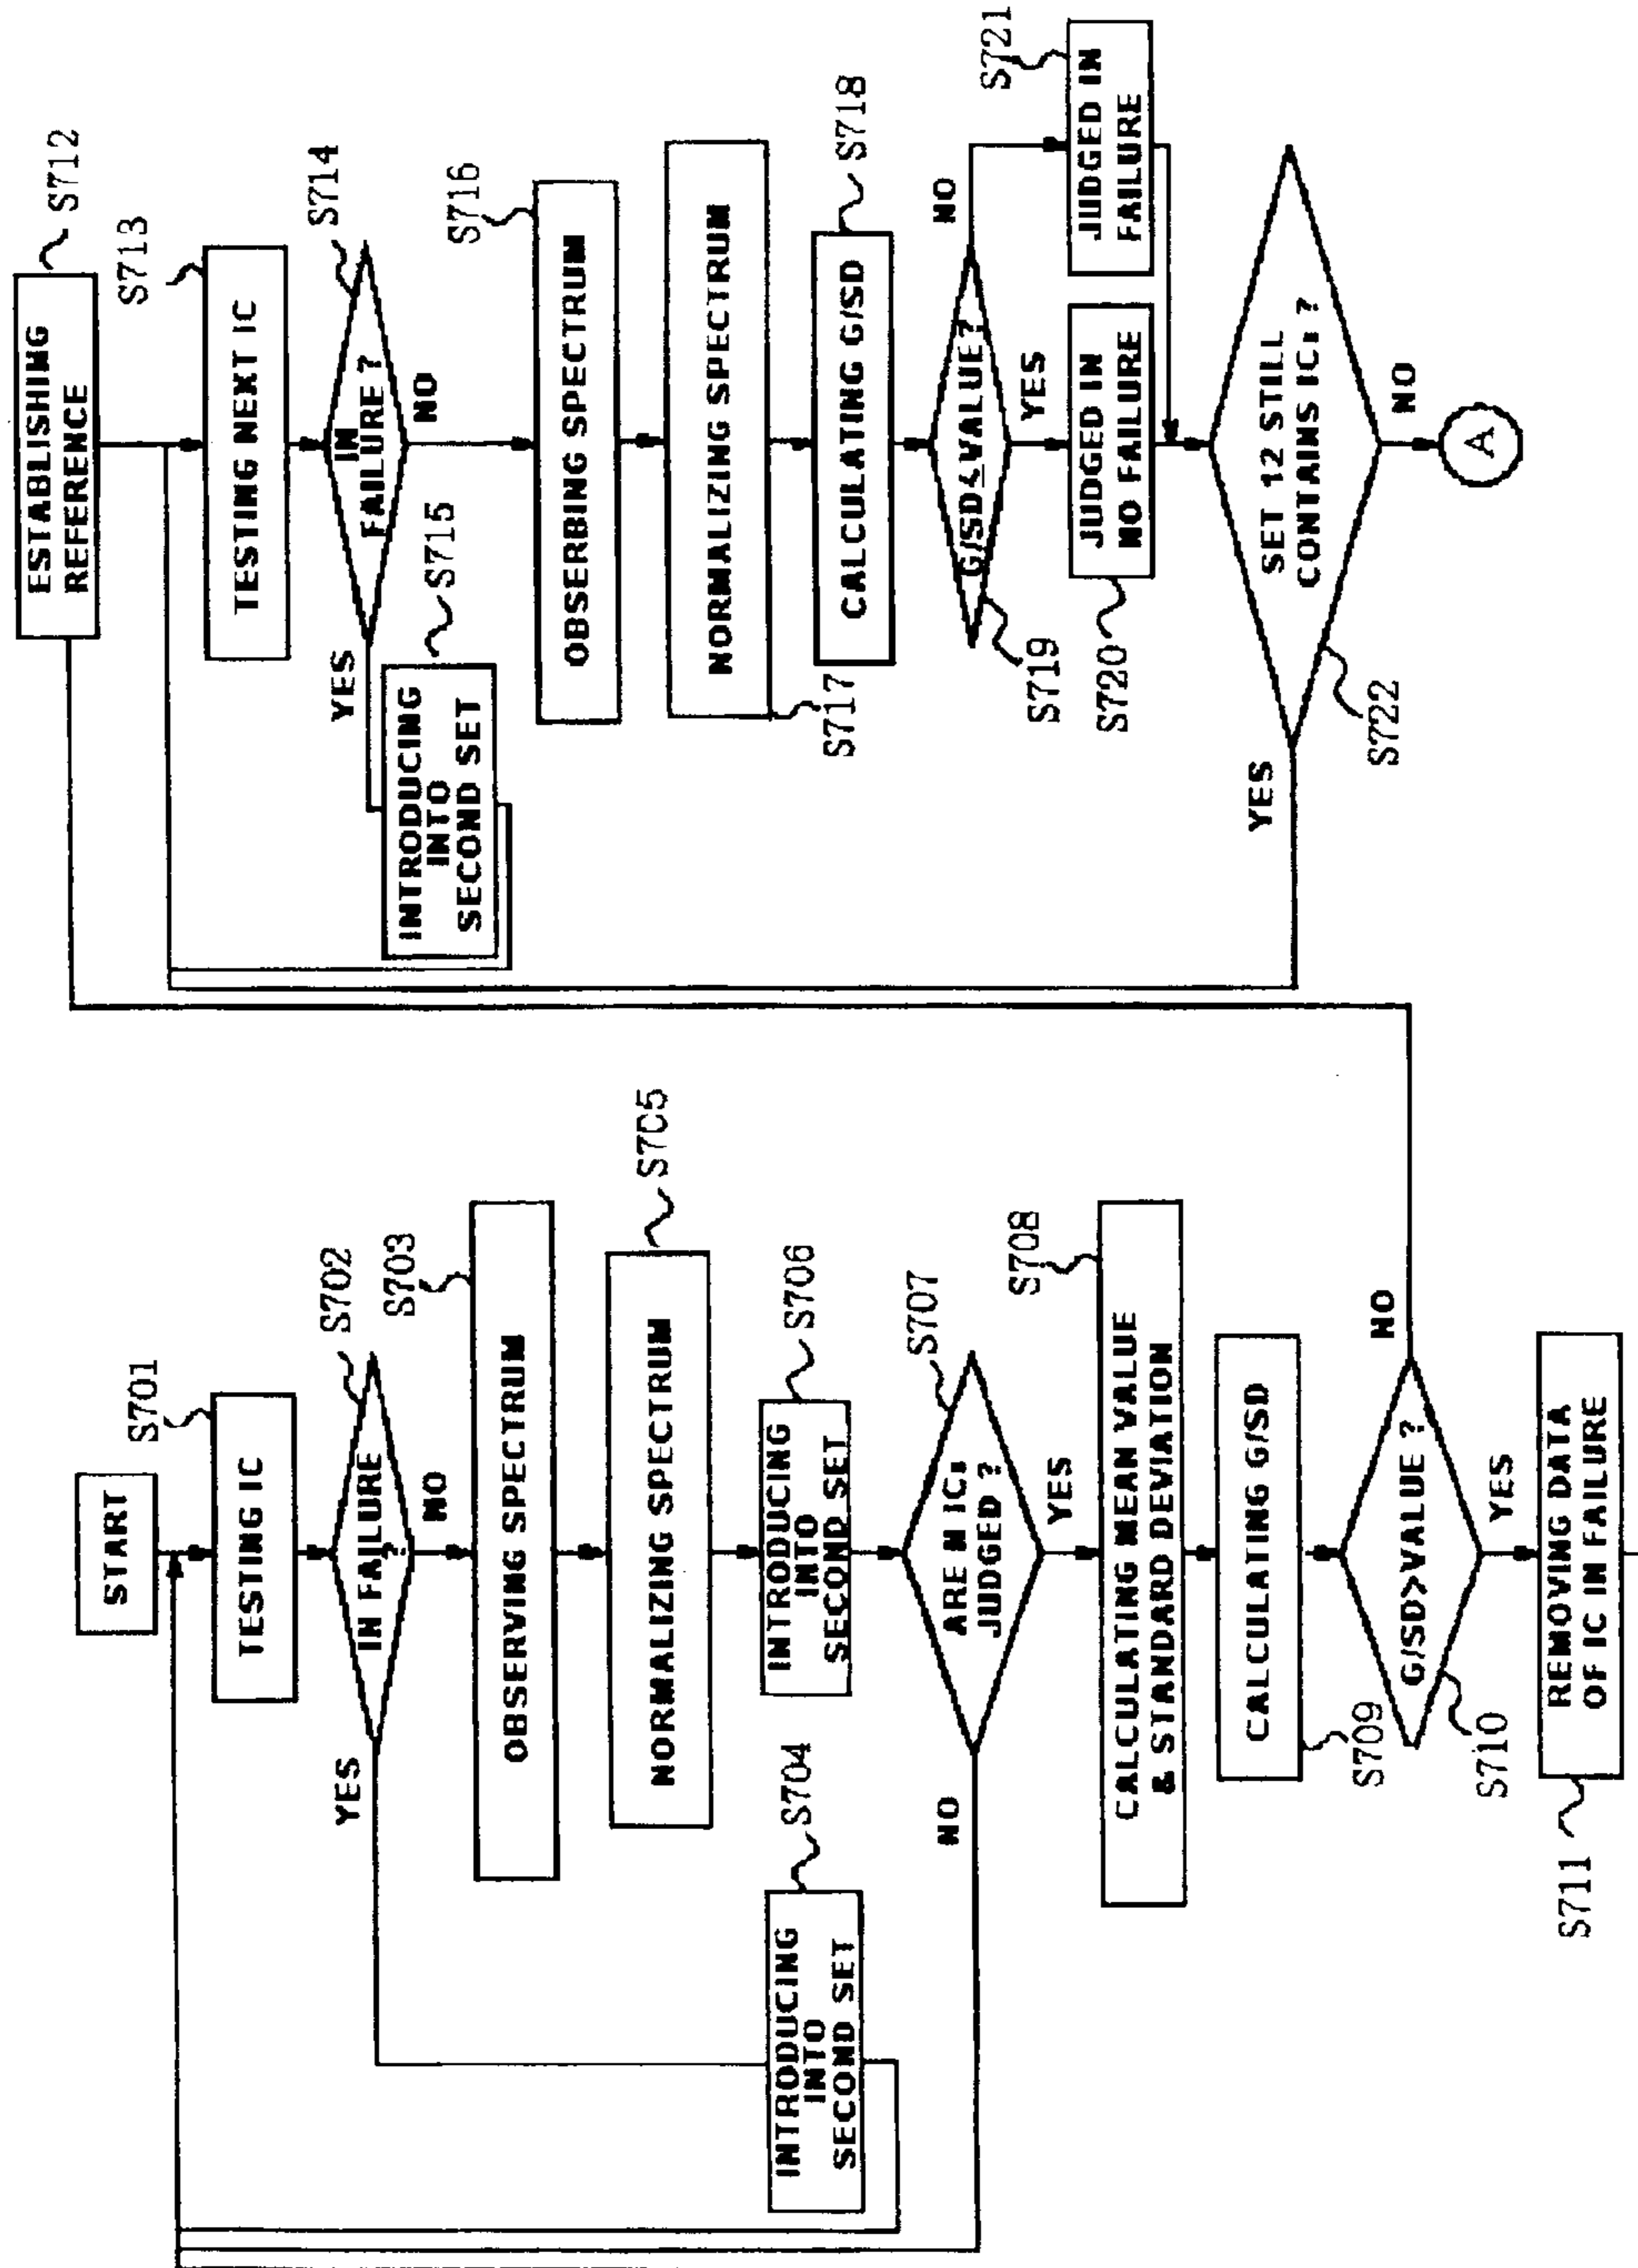 START
S701
TESTING IC
S702
IN FAILURE
?
YES
NO
S703
OBSERVING SPECTRUM
S705
NORMALIZING SPECTRUM
S704
INTRODUCING
INTO
SECOND SET
S706
INTRODUCING
INTO
SECOND SET
S707
ARE M ICs
JUDGED ?
NO
YES
S708
CALCULATING MEAN VALUE
& STANDARD DEVIATION
CALCULATING G/SD
S709
G/SD>VALUE ?
NO
S710
YES
REMOVING DATA
OF IC IN FAILURE
S711
ESTABLISHING
REFERENCE
S712
S713
TESTING NEXT IC
S714
IN
FAILURE ?
YES
NO
S715
INTRODUCING
INTO
SECOND SET
S716
OBSERBING SPECTRUM
NORMALIZING SPECTRUM
S717
S718
CALCULATING G/SD
G/SD≤VALUE ?
NO
S719
YES
S721
JUDGED IN
FAILURE
JUDGED IN
NO FAILURE
S720
SET 12 STILL
CONTAINS ICs ?
YES
S722
NO
A